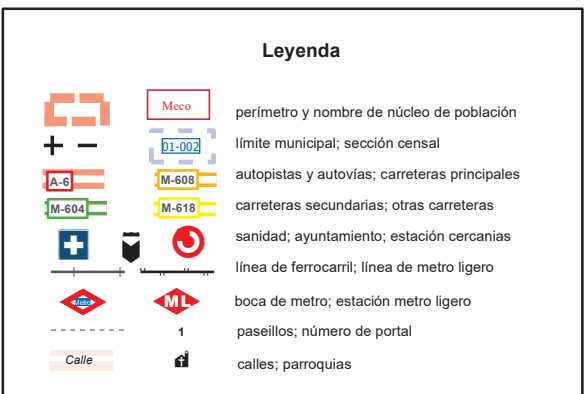 Leyenda
Meco perímetro y nombre de núcleo de población
01-002 límite municipal; sección censal
A-6 M-608 autopistas y autovías; carreteras principales
M-604 M-618 carreteras secundarias; otras carreteras
sanidad; ayuntamiento; estación cercanias
línea de ferrocarril; línea de metro ligero
Metro ML boca de metro; estación metro ligero
1 paseillos; número de portal
Calle calles; parroquias